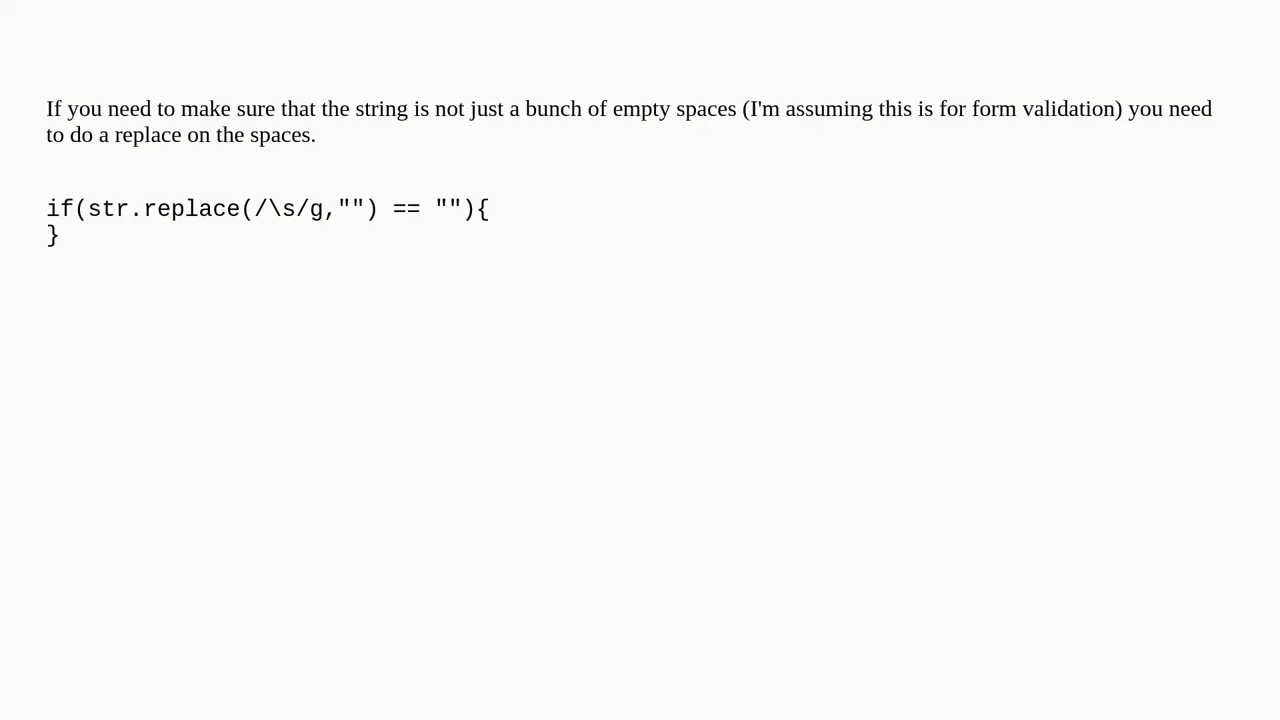 If you need to make sure that the string is not just a bunch of empty spaces (I'm assuming this is for form validation) you need
to do a replace on the spaces.
if(str.replace(/\s/g,"") == ""){
}